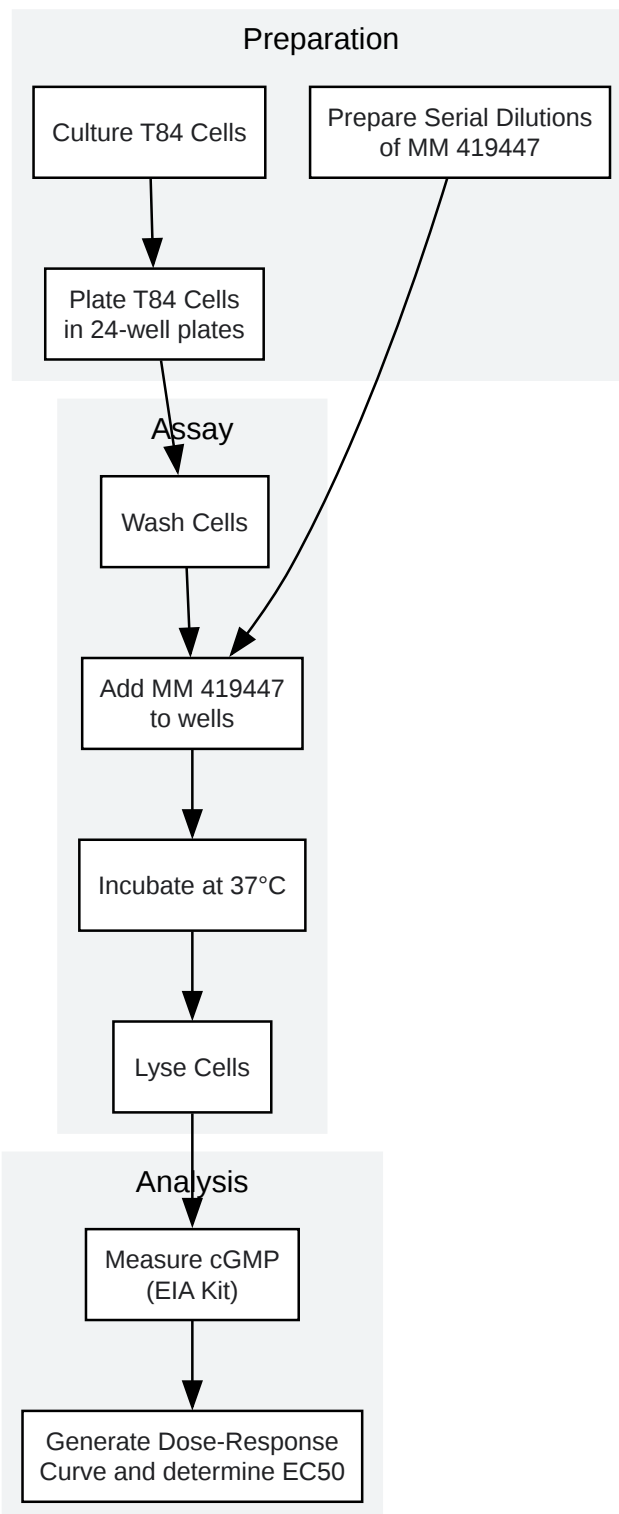 Preparation
Culture T84 Cells
Prepare Serial Dilutions
of MM 419447
Plate T84 Cells
in 24-well plates
Assay
Wash Cells
Add MM 419447
to wells
Incubate at 37°C
Lyse Cells
Analysis
Measure cGMP
(EIA Kit)
Generate Dose-Response
Curve and determine EC50